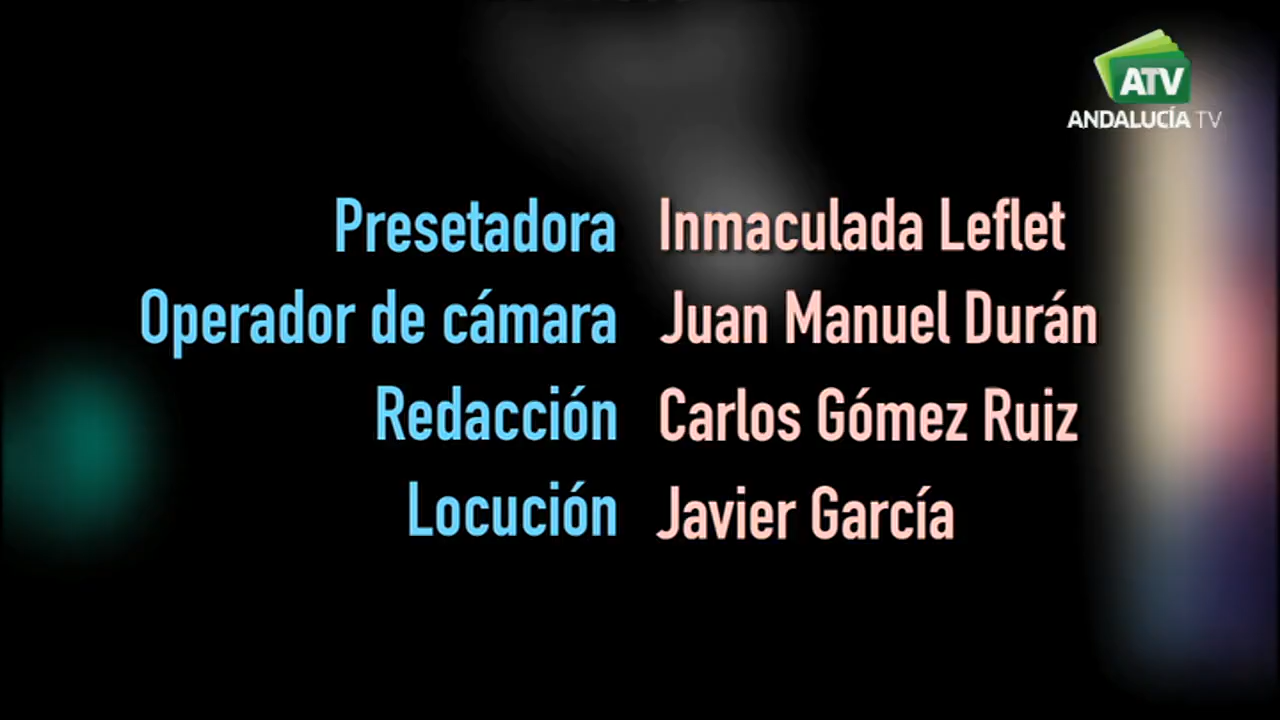 ATV
ANDALUCÍA TV
Presetadora Inmaculada Leflet
Operador de cámara Juan Manuel Durán
Redacción Carlos Gómez Ruiz
Locución Javier García